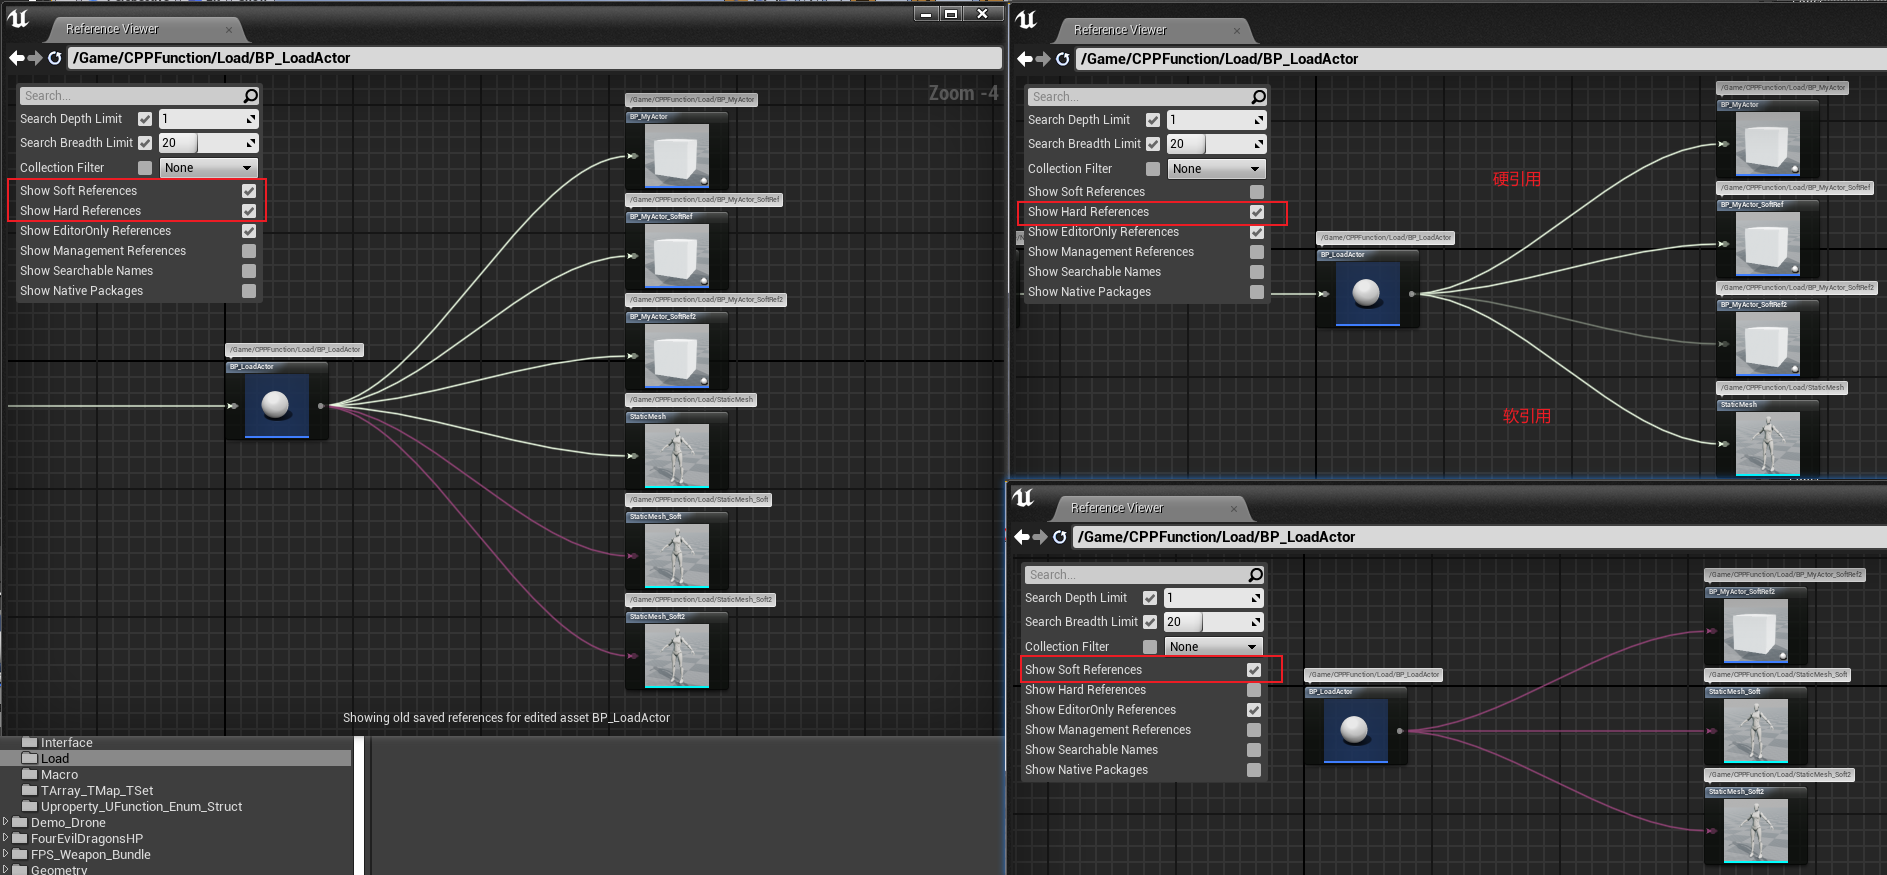 Reference Viewer
/Game/CPPFunction/Load/BP_LoadActor
Search...
Zoom -4
Search Depth Limit 1
Search Breadth Limit 20
Collection Filter None
Show Soft References
Show Hard References
Show EditorOnly References
Show Management References
Show Searchable Names
Show Native Packages
/Game/CPPFunction/Load/BP_LoadActor
BP_LoadActor
/Game/CPPFunction/Load/BP_MyActor
BP_MyActor
/Game/CPPFunction/Load/BP_MyActor_SoftRef
BP_MyActor_SoftRef
/Game/CPPFunction/Load/BP_MyActor_SoftRef2
BP_MyActor_SoftRef2
/Game/CPPFunction/Load/StaticMesh
StaticMesh
/Game/CPPFunction/Load/StaticMesh_Soft
StaticMesh_Soft
/Game/CPPFunction/Load/StaticMesh_Soft2
StaticMesh_Soft2
Showing old saved references for edited asset BP_LoadActor
Interface
Load
Macro
TArray_TMap_TSet
Uproperty_UFunction_Enum_Struct
Demo_Drone
FourEvilDragonsHP
FPS_Weapon_Bundle
Geometry
Reference Viewer
/Game/CPPFunction/Load/BP_LoadActor
Search...
Search Depth Limit 1
Search Breadth Limit 20
Collection Filter None
Show Soft References
Show Hard References
Show EditorOnly References
Show Management References
Show Searchable Names
Show Native Packages
硬引用
软引用
/Game/CPPFunction/Load/BP_LoadActor
BP_LoadActor
/Game/CPPFunction/Load/BP_MyActor
BP_MyActor
/Game/CPPFunction/Load/BP_MyActor_SoftRef
BP_MyActor_SoftRef
/Game/CPPFunction/Load/BP_MyActor_SoftRef2
BP_MyActor_SoftRef2
/Game/CPPFunction/Load/StaticMesh
StaticMesh
Reference Viewer
/Game/CPPFunction/Load/BP_LoadActor
Search...
Search Depth Limit 1
Search Breadth Limit 20
Collection Filter None
Show Soft References
Show Hard References
Show EditorOnly References
Show Management References
Show Searchable Names
Show Native Packages
/Game/CPPFunction/Load/BP_LoadActor
BP_LoadActor
/Game/CPPFunction/Load/BP_MyActor_SoftRef2
BP_MyActor_SoftRef2
/Game/CPPFunction/Load/StaticMesh_Soft
StaticMesh_Soft
/Game/CPPFunction/Load/StaticMesh_Soft2
StaticMesh_Soft2